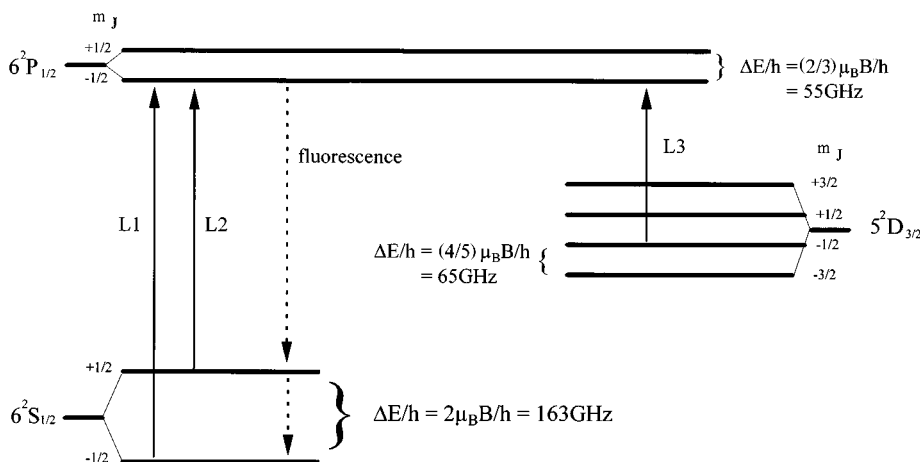 m J
+1/2
6²P1/2
-1/2
} ΔE/h =(2/3) μBB/h
= 55GHz
fluorescence
L1
L2
L3
m J
+3/2
+1/2
5²D3/2
-1/2
-3/2
ΔE/h = (4/5) μBB/h {
= 65GHz
+1/2
6²S1/2
-1/2
} ΔE/h = 2μBB/h = 163GHz